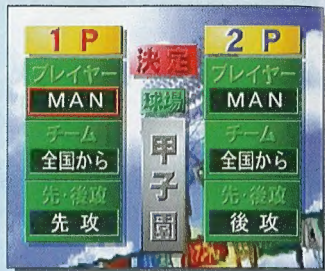 1P
プレイヤー
MAN
チーム
全国から
先・後攻
先攻
決定
球場
甲子園
2P
プレイヤー
MAN
チーム
全国から
先・後攻
後攻